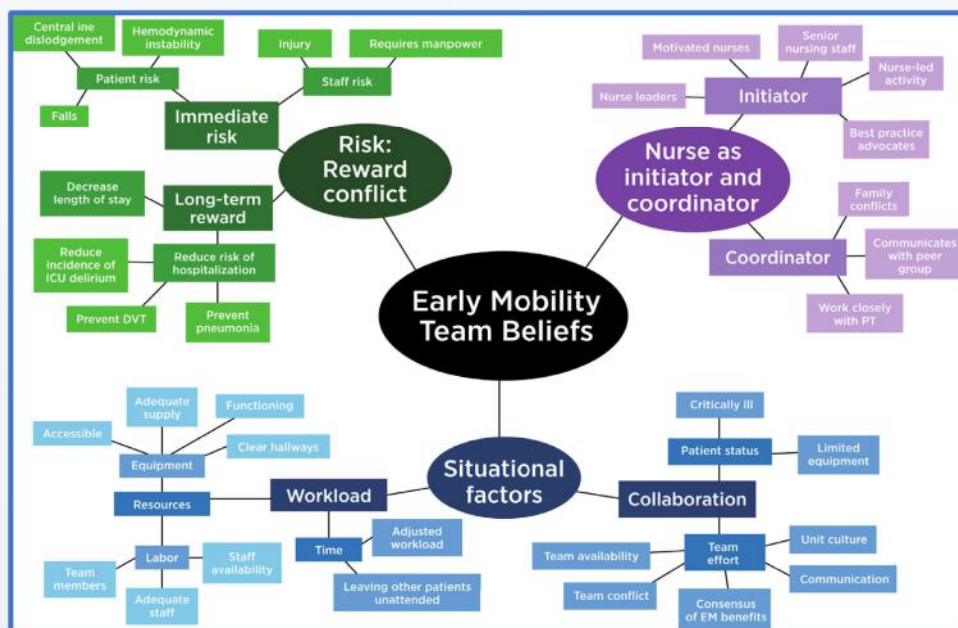 Central ine
dislodgement
Hemodynamic
instability
Injury
Requires manpower
Patient risk
Staff risk
Falls
Immediate
risk
Risk:
Reward
conflict
Decrease
length of stay
Long-term
reward
Reduce
incidence of
ICU delirium
Reduce risk of
hospitalization
Prevent DVT
Prevent
pneumonia
Motivated nurses
Senior
nursing staff
Nurse-led
activity
Nurse leaders
Initiator
Best practice
advocates
Nurse as
initiator and
coordinator
Family
conflicts
Coordinator
Communicates
with peer
group
Work closely
with PT
Early Mobility
Team Beliefs
Adequate
supply
Functioning
Accessible
Clear hallways
Equipment
Resources
Workload
Situational
factors
Labor
Staff
availability
Team
members
Adequate
staff
Time
Adjusted
workload
Leaving other patients
unattended
Critically ill
Patient status
Limited
equipment
Collaboration
Team availability
Team
effort
Unit culture
Team conflict
Communication
Consensus
of EM benefits